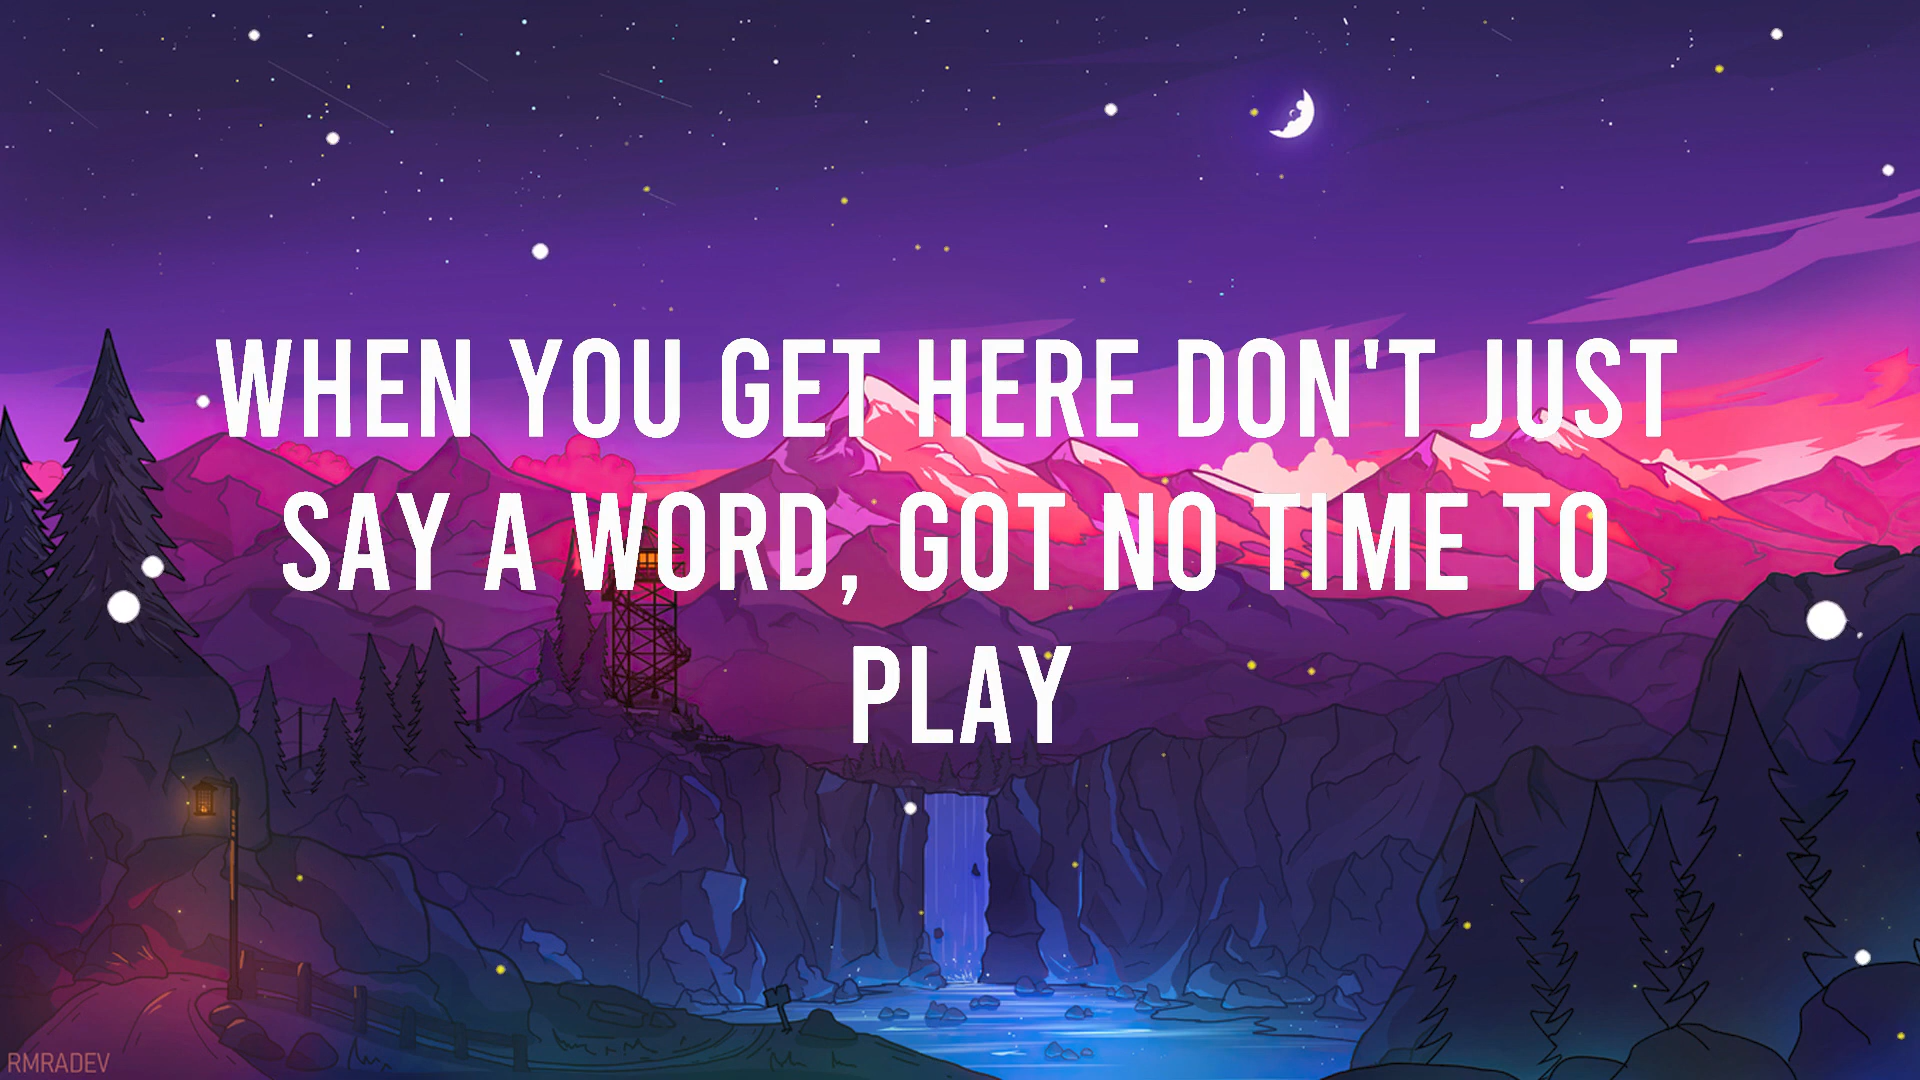 WHEN YOU GET HERE DON'T JUST
SAY A WORD, GOT NO TIME TO
PLAY
RMRADEV